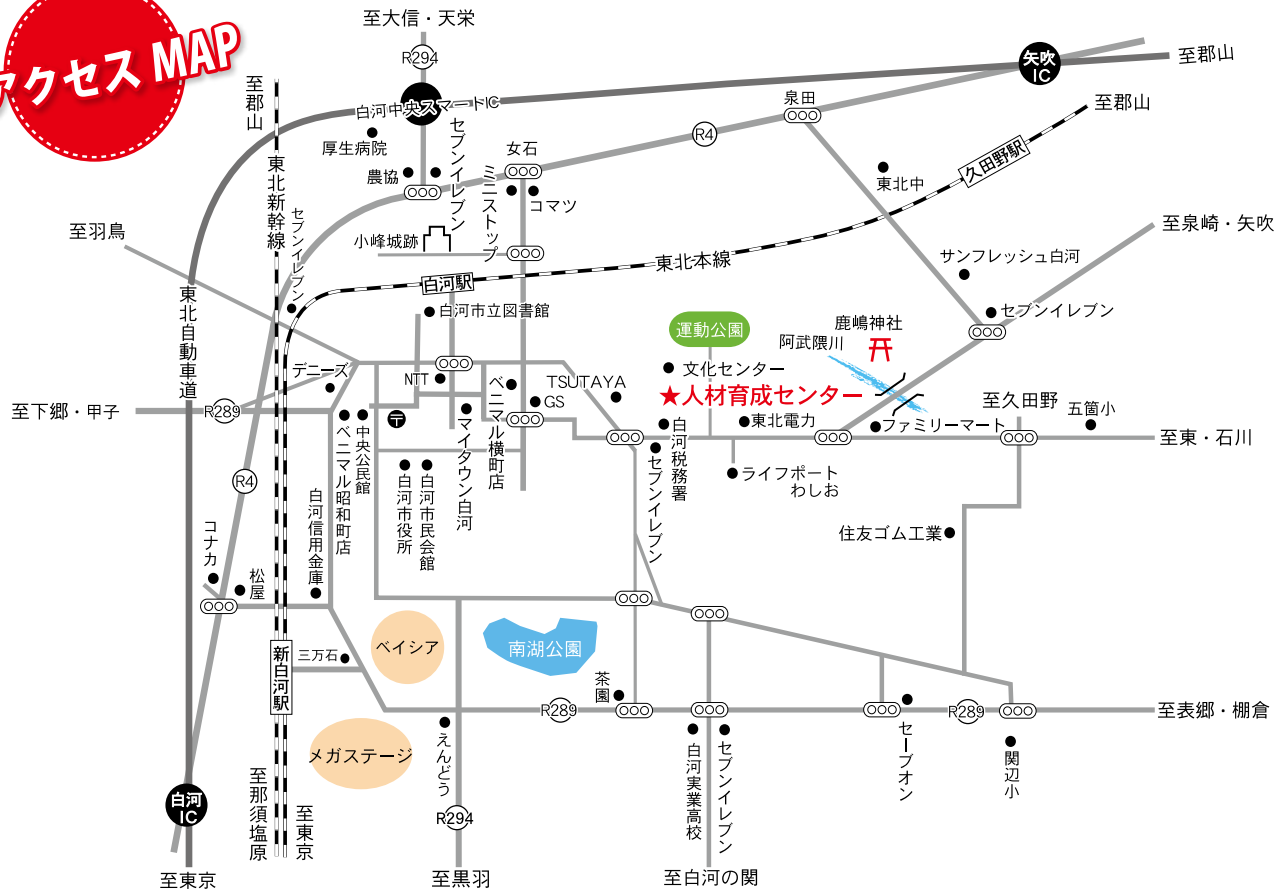 アクセス MAP
至大信・天栄
R294
矢吹
IC
至郡山
至郡山
白河中央スマートIC
泉田
至郡山
R4
厚生病院
セブンイレブン
女石
久田野駅
農協
ミニストップ
コマツ
東北中
東北新幹線
セブンイレブン
至羽鳥
小峰城跡
至泉崎・矢吹
東北本線
サンフレッシュ白河
白河駅
東北自動車道
白河市立図書館
セブンイレブン
運動公園
鹿嶋神社
阿武隈川
デニーズ
NTT
ベニマル横町店
TSUTAYA
文化センター
★人材育成センター
GS
至久田野
五箇小
至下郷・甲子
R289
〒
マイタウン白河
白河税務署
東北電力
ファミリーマート
至東・石川
ベニマル昭和町店
中央公民館
白河市役所
白河市民会館
セブンイレブン
ライフポート
わしお
R4
白河信用金庫
コナカ
住友ゴム工業
松屋
新白河駅
三万石
ベイシア
南湖公園
茶園
R289
R289
至表郷・棚倉
メガステージ
えんどう
白河実業高校
セブンイレブン
セーブオン
関辺小
白河
IC
至那須塩原
至東京
R294
至東京
至黒羽
至白河の関